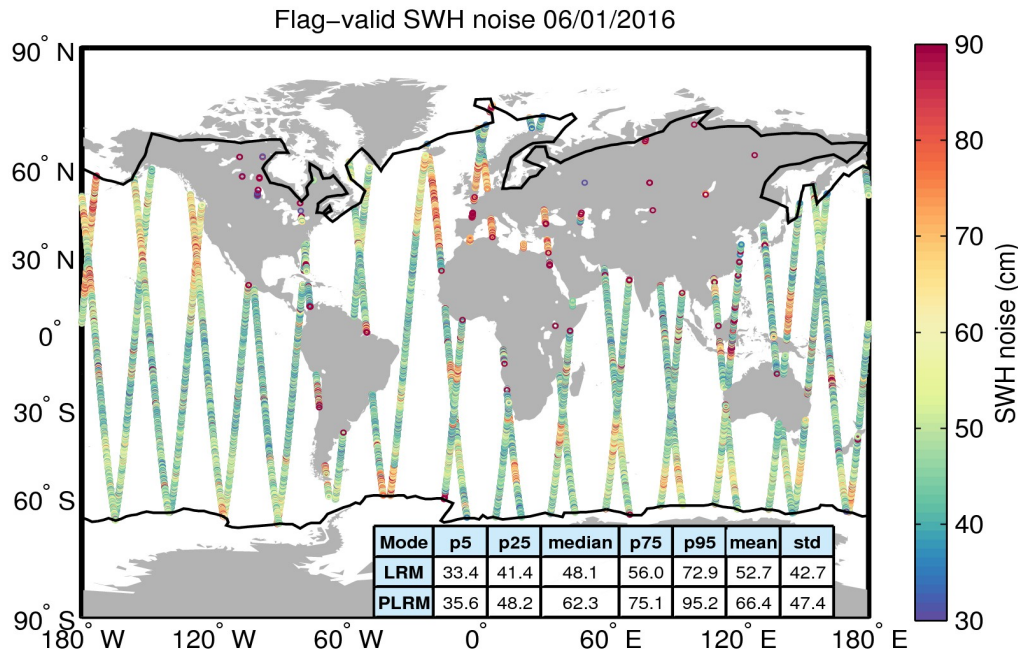 Flag−valid SWH noise 06/01/2016
90° N
60° N
30° N
0°
30° S
60° S
90° S
180° W
120° W
60° W
0°
60° E
120° E
180° E
90
80
70
60
50
40
30
SWH noise (cm)
Mode p5 p25 median p75 p95 mean std
LRM 33.4 41.4 48.1 56.0 72.9 52.7 42.7
PLRM 35.6 48.2 62.3 75.1 95.2 66.4 47.4